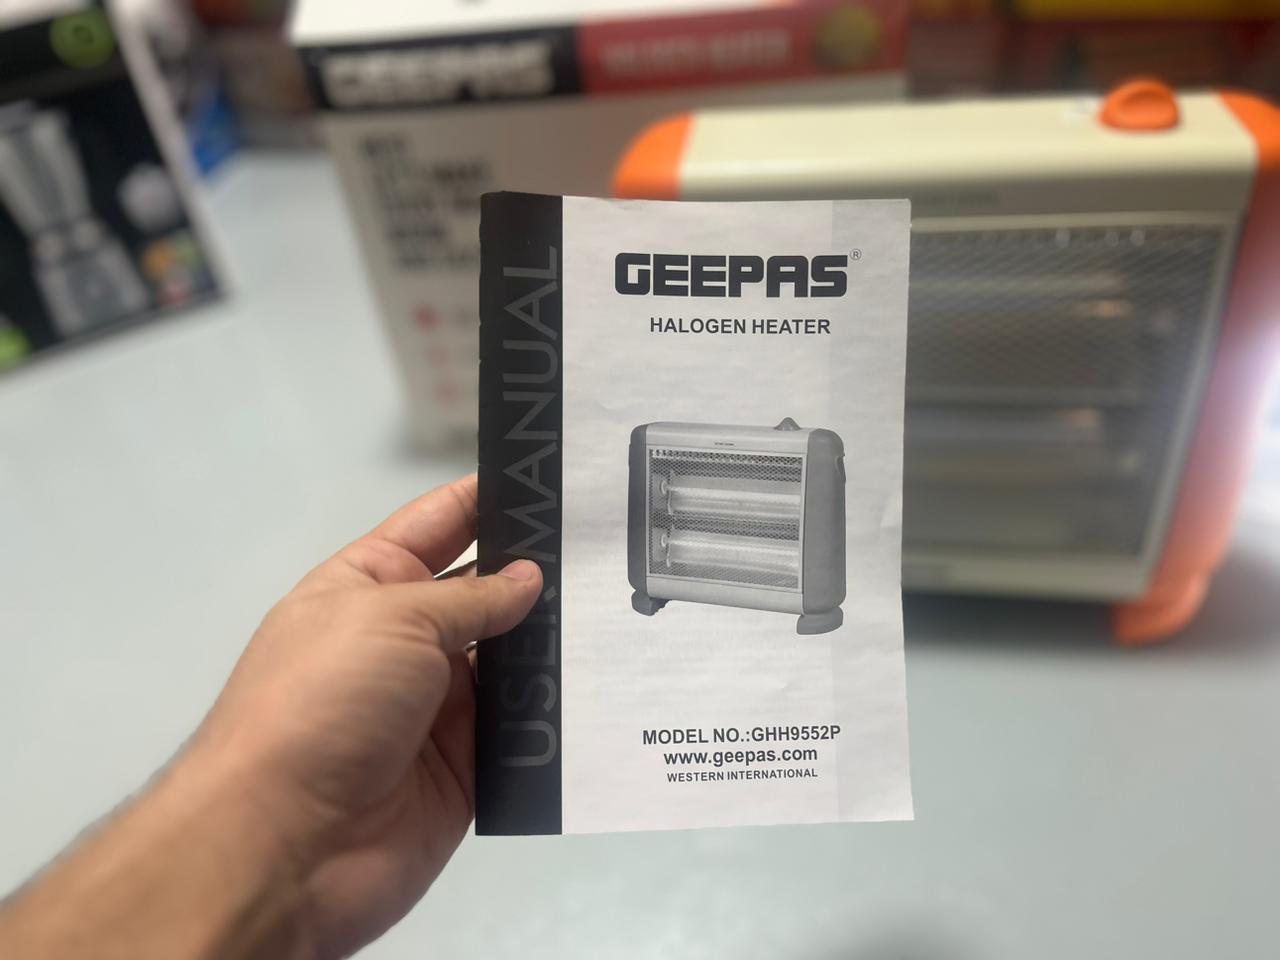 GEEPAS
USER MANUAL
GEEPAS®
HALOGEN HEATER
MODEL NO.:GHH9552P
www.geepas.com
WESTERN INTERNATIONAL